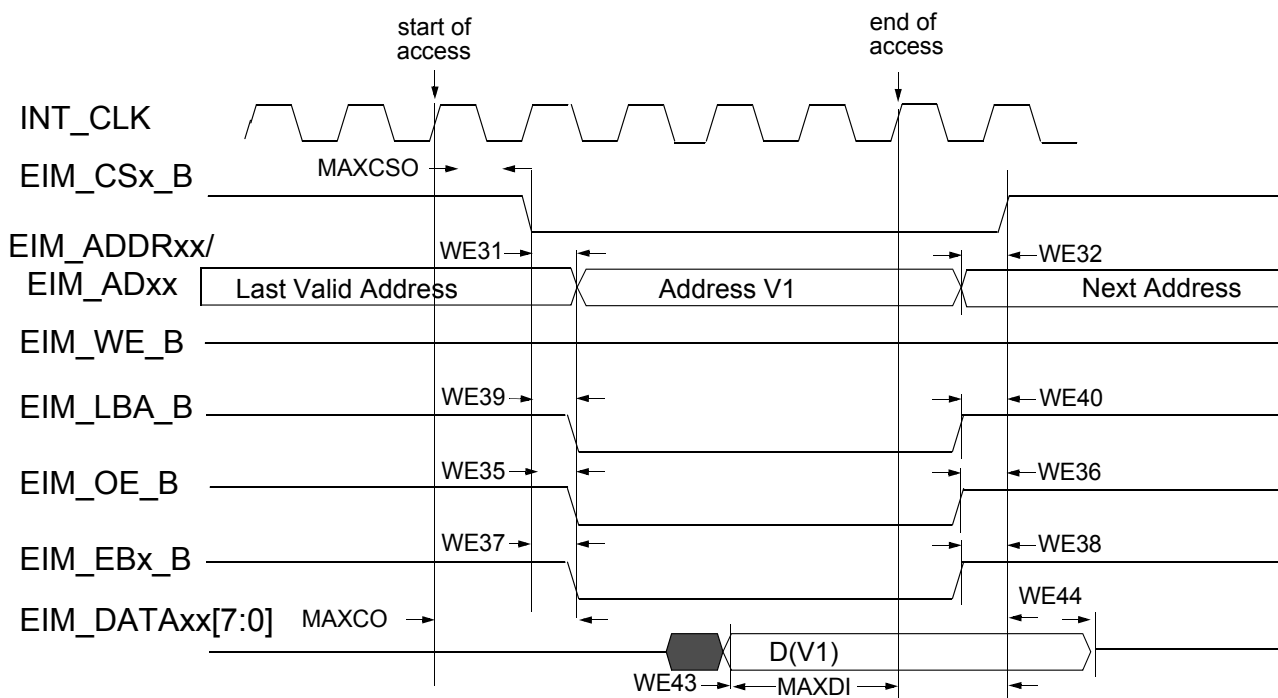 start of
access
end of
access
INT_CLK
EIM_CSx_B
MAXCSO
EIM_ADDRxx/
EIM_ADxx
WE31
WE32
Last Valid Address
Address V1
Next Address
EIM_WE_B
EIM_LBA_B
WE39
WE40
EIM_OE_B
WE35
WE36
EIM_EBx_B
WE37
WE38
EIM_DATAxx[7:0]
MAXCO
WE44
D(V1)
WE43
MAXDI